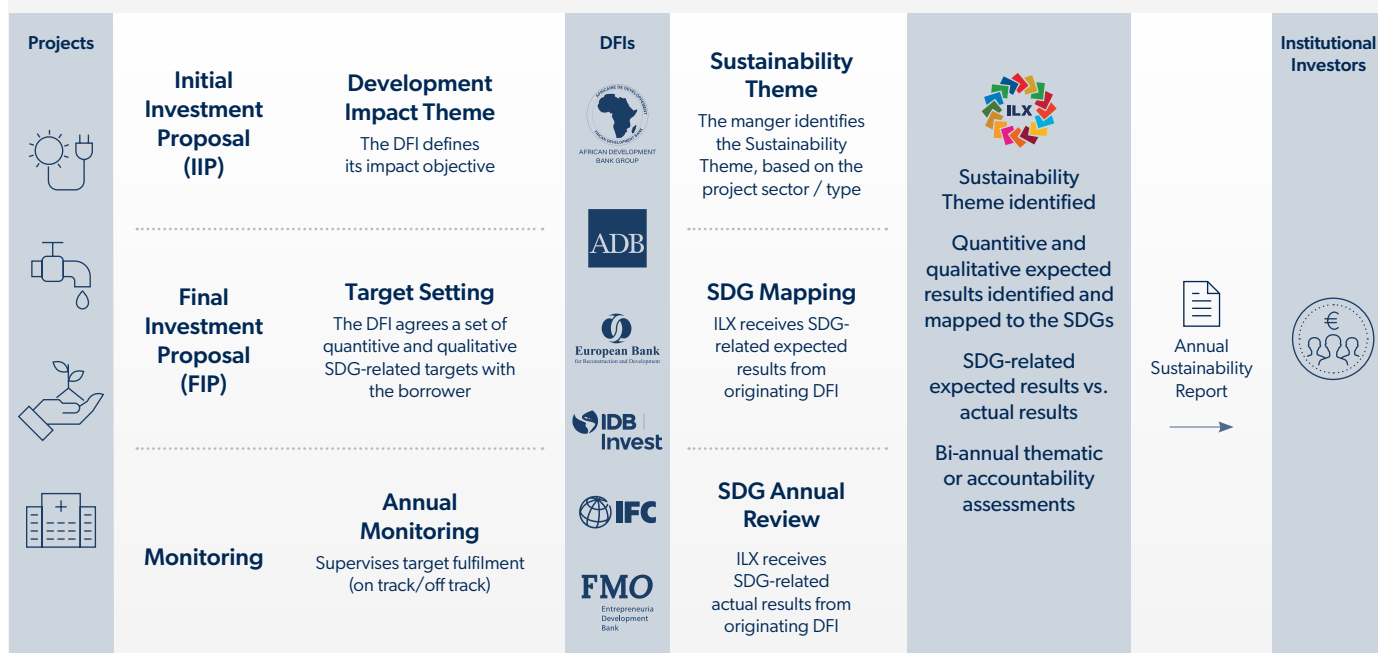 Projects
Initial
Investment
Proposal
(IIP)
Development
Impact Theme
The DFI defines
its impact objective
Final
Investment
Proposal
(FIP)
Target Setting
The DFI agrees a set of
quantitive and qualitative
SDG-related targets with
the borrower
Monitoring
Annual
Monitoring
Supervises target fulfilment
(on track/off track)
DFIs
AFRICAN DEVELOPMENT
BANK GROUP
ADB
European Bank
for Reconstruction and Development
IDB
Invest
IFC
FMO
Entrepreneuria
Development
Bank
Sustainability
Theme
The manger identifies
the Sustainability
Theme, based on the
project sector / type
SDG Mapping
ILX receives SDG-
related expected
results from
originating DFI
SDG Annual
Review
ILX receives
SDG-related
actual results from
originating DFI
ILX
Sustainability
Theme identified
Quantitive and
qualitative expected
results identified and
mapped to the SDGs
SDG-related
expected results vs.
actual results
Bi-annual thematic
or accountability
assessments
Annual
Sustainability
Report
Institutional
Investors
€